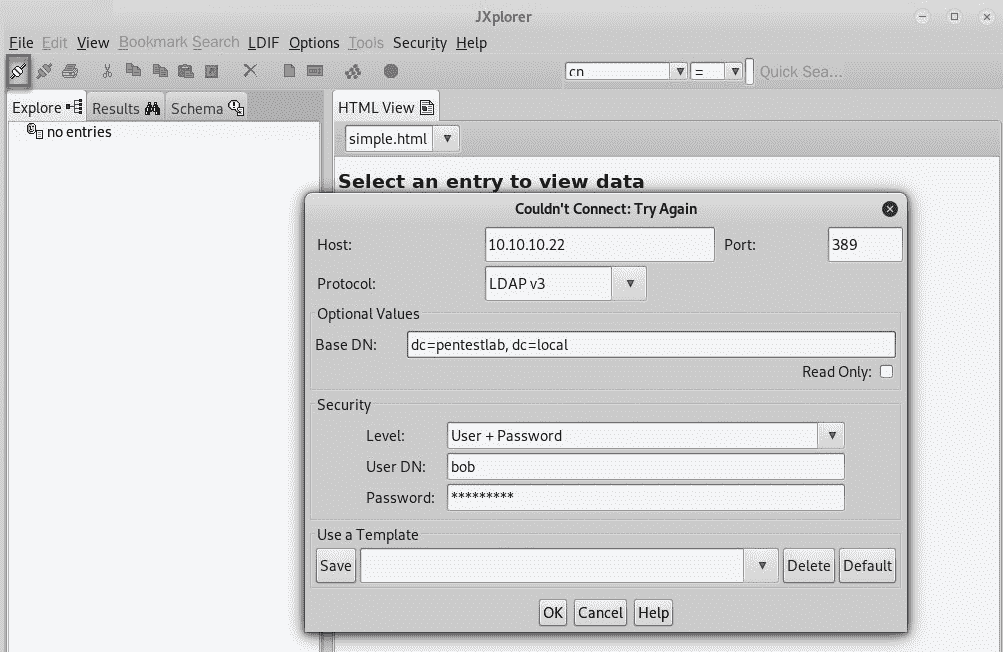 JXplorer
File Edit View Bookmark Search LDIF Options Tools Security Help
cn = Quick Sea...
Explore Results Schema
HTML View
no entries
simple.html
Select an entry to view data
Couldn't Connect: Try Again
Host: 10.10.10.22 Port: 389
Protocol: LDAP v3
Optional Values
Base DN: dc=pentestlab, dc=local
Read Only:
Security
Level: User + Password
User DN: bob
Password: *********
Use a Template
Save Delete Default
OK Cancel Help